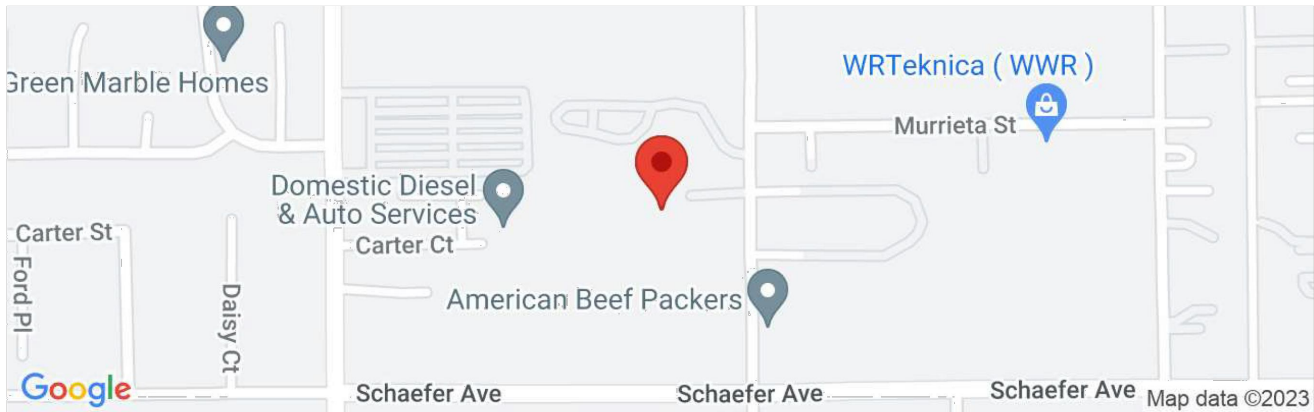 Green Marble Homes
WRTeknica ( WWR )
Murrieta St
Domestic Diesel
& Auto Services
Carter St
Carter Ct
Ford Pl
Daisy Ct
American Beef Packers
Google
Schaefer Ave
Schaefer Ave
Schaefer Ave
Map data ©2023